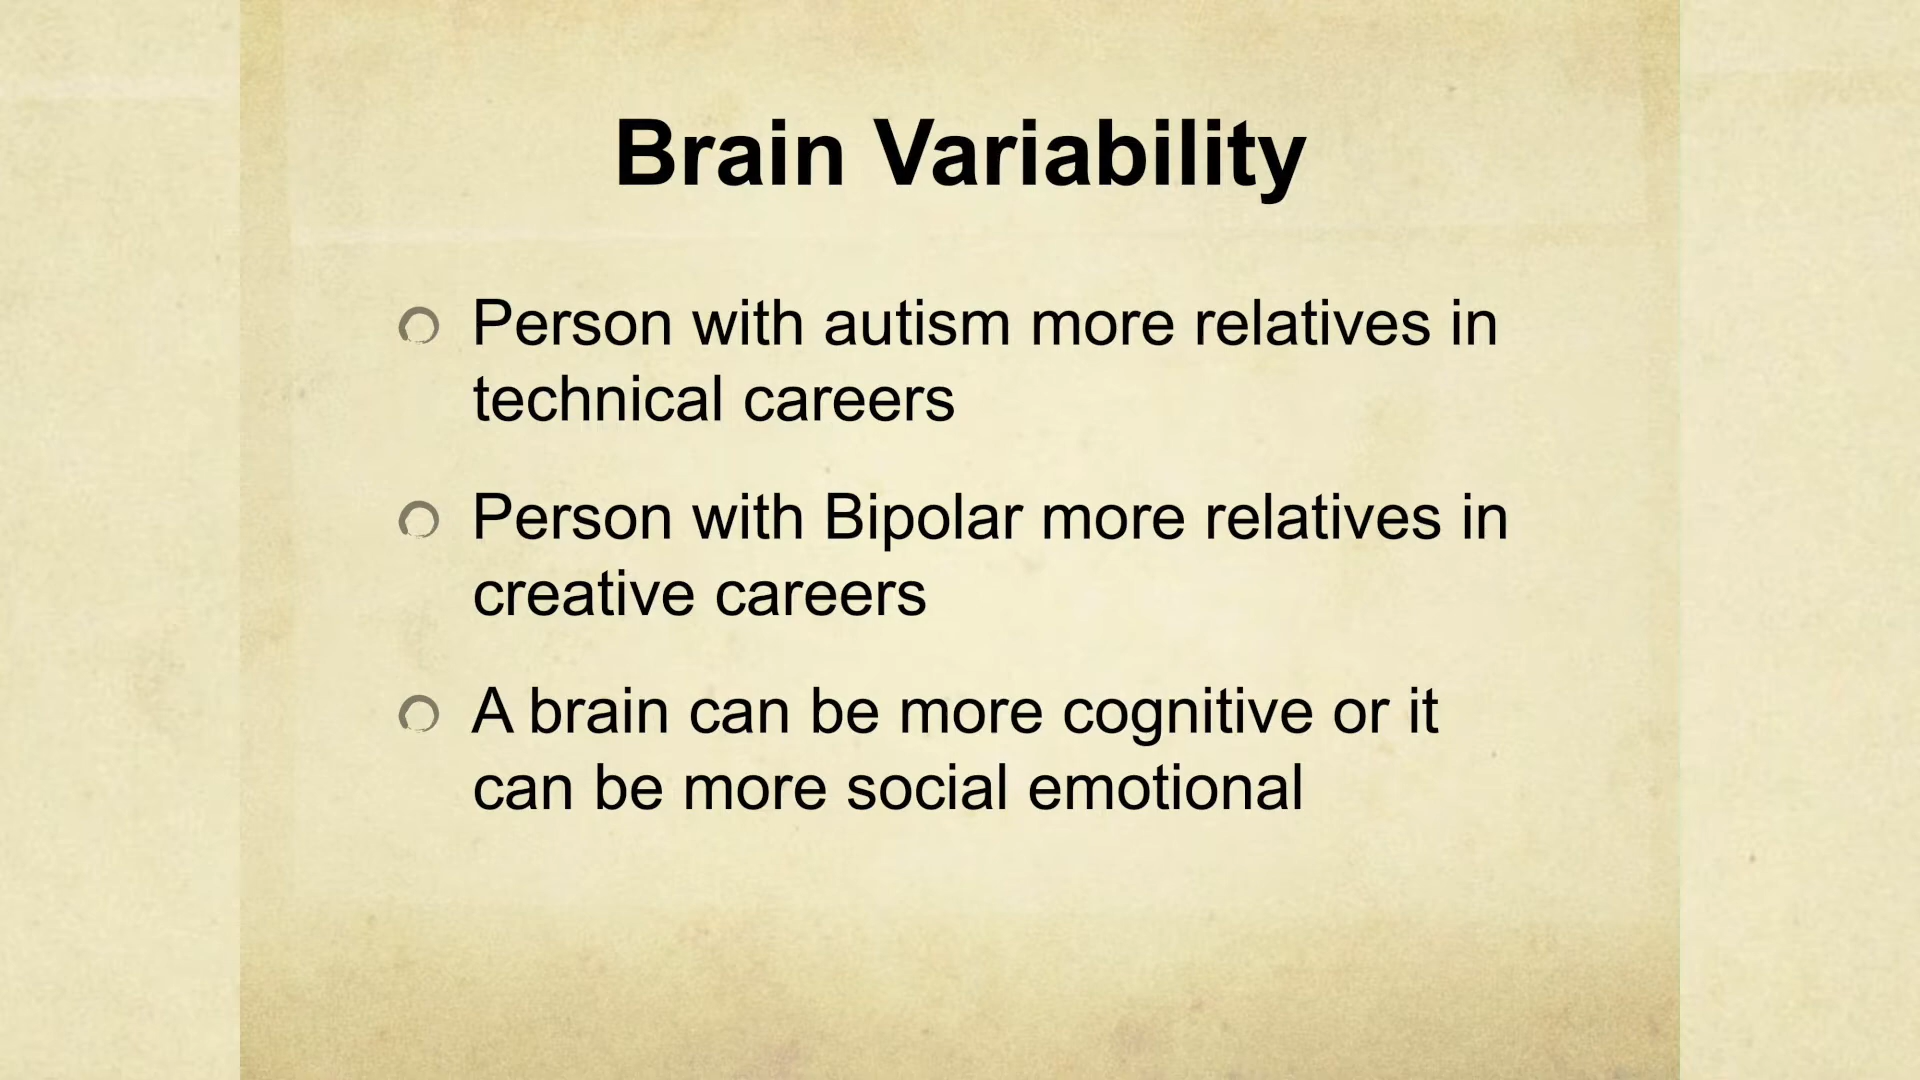 Brain Variability
Person with autism more relatives in
technical careers
Person with Bipolar more relatives in
creative careers
A brain can be more cognitive or it
can be more social emotional